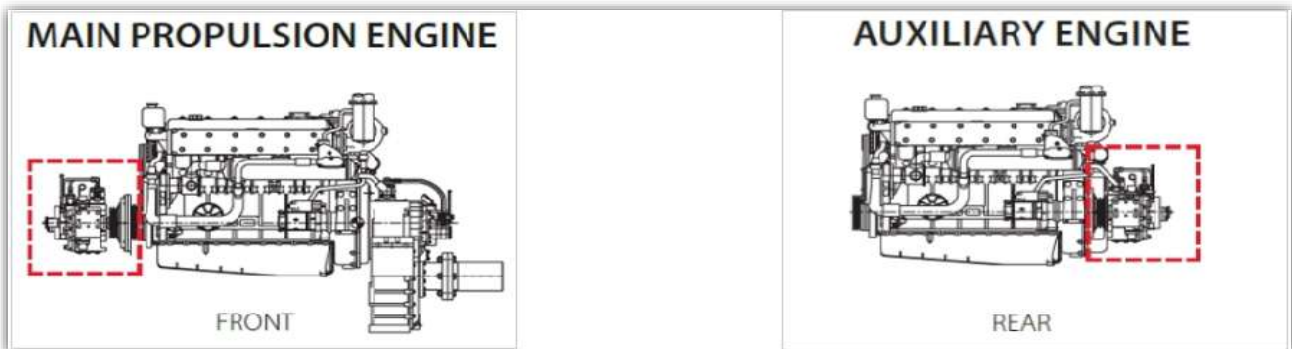 MAIN PROPULSION ENGINE
FRONT
AUXILIARY ENGINE
REAR